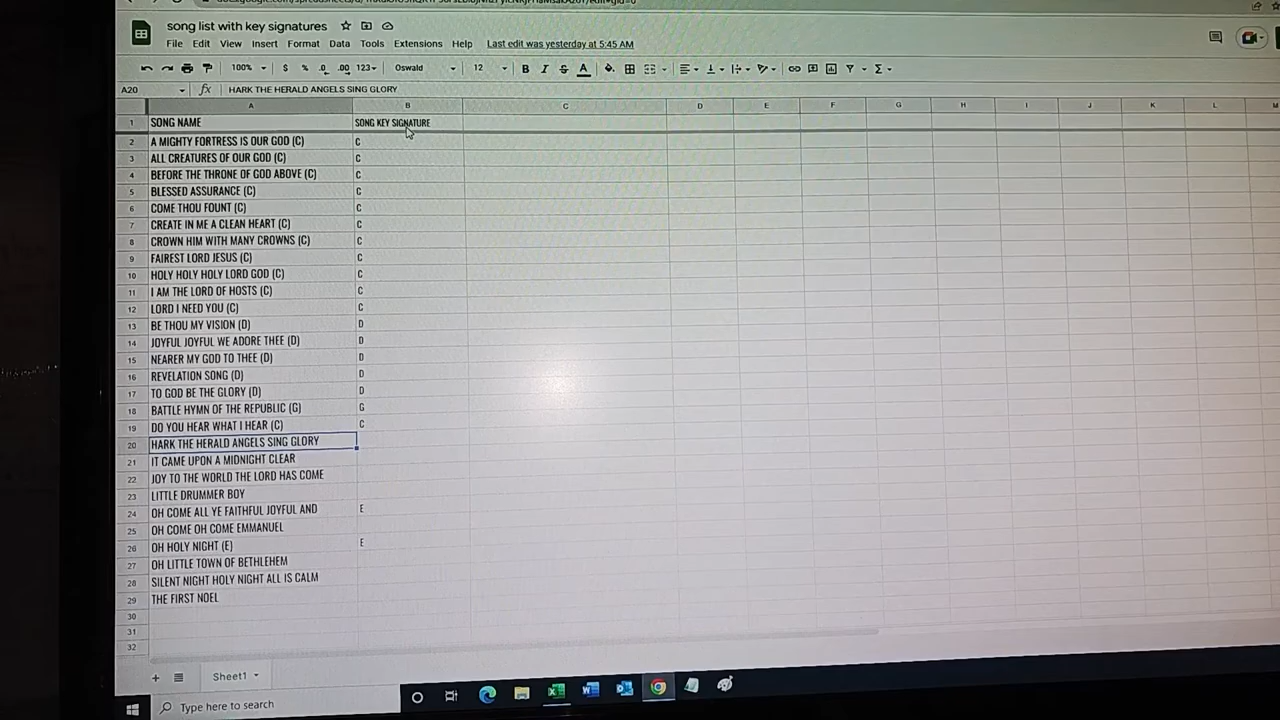 song list with key signatures
File Edit View Insert Format Data Tools Extensions Help Last edit was yesterday at 5:45 AM
100% $ % .0 .00 123 Oswald 12 B I S A
A20 fx HARK THE HERALD ANGELS SING GLORY
A B C D E F G H I J K L M
1 SONG NAME SONG KEY SIGNATURE
2 A MIGHTY FORTRESS IS OUR GOD (C) C
3 ALL CREATURES OF OUR GOD (C) C
4 BEFORE THE THRONE OF GOD ABOVE (C) C
5 BLESSED ASSURANCE (C) C
6 COME THOU FOUNT (C) C
7 CREATE IN ME A CLEAN HEART (C) C
8 CROWN HIM WITH MANY CROWNS (C) C
9 FAIREST LORD JESUS (C) C
10 HOLY HOLY HOLY LORD GOD (C) C
11 I AM THE LORD OF HOSTS (C) C
12 LORD I NEED YOU (C) C
13 BE THOU MY VISION (D) D
14 JOYFUL JOYFUL WE ADORE THEE (D) D
15 NEARER MY GOD TO THEE (D) D
16 REVELATION SONG (D) D
17 TO GOD BE THE GLORY (D) D
18 BATTLE HYMN OF THE REPUBLIC (G) G
19 DO YOU HEAR WHAT I HEAR (C) C
20 HARK THE HERALD ANGELS SING GLORY
21 IT CAME UPON A MIDNIGHT CLEAR
22 JOY TO THE WORLD THE LORD HAS COME
23 LITTLE DRUMMER BOY
24 OH COME ALL YE FAITHFUL JOYFUL AND E
25 OH COME OH COME EMMANUEL
26 OH HOLY NIGHT (E) E
27 OH LITTLE TOWN OF BETHLEHEM
28 SILENT NIGHT HOLY NIGHT ALL IS CALM
29 THE FIRST NOEL
30
31
32
+ Sheet1
Type here to search